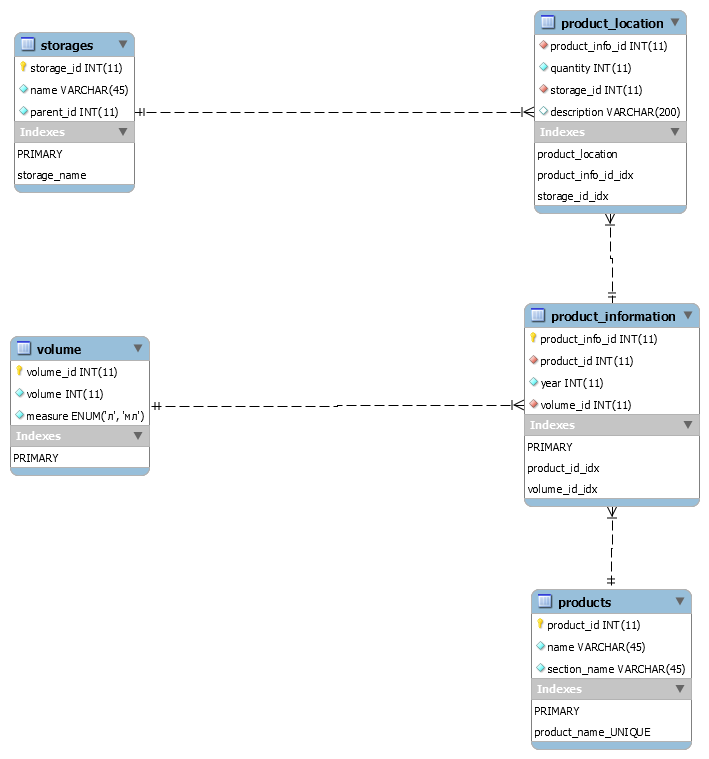 storages
storage_id INT(11)
name VARCHAR(45)
parent_id INT(11)
Indexes
PRIMARY
storage_name
product_location
product_info_id INT(11)
quantity INT(11)
storage_id INT(11)
description VARCHAR(200)
Indexes
product_location
product_info_id_idx
storage_id_idx
volume
volume_id INT(11)
volume INT(11)
measure ENUM('л', 'мл')
Indexes
PRIMARY
product_information
product_info_id INT(11)
product_id INT(11)
year INT(11)
volume_id INT(11)
Indexes
PRIMARY
product_id_idx
volume_id_idx
products
product_id INT(11)
name VARCHAR(45)
section_name VARCHAR(45)
Indexes
PRIMARY
product_name_UNIQUE